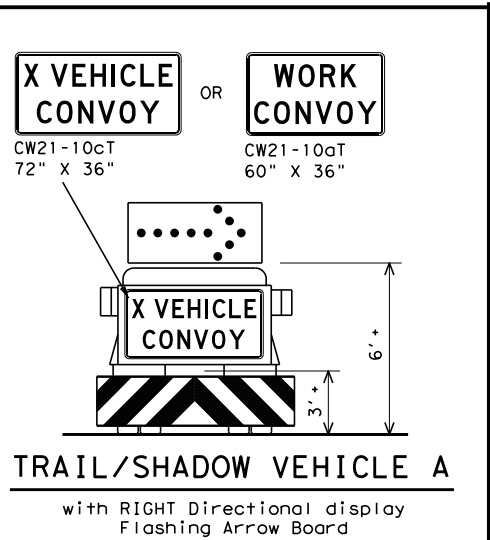 X VEHICLE
CONVOY
OR
WORK
CONVOY
CW21-10cT
72" X 36"
CW21-10aT
60" X 36"
X VEHICLE
CONVOY
6'+
3'+
TRAIL/SHADOW VEHICLE A
with RIGHT Directional display
Flashing Arrow Board